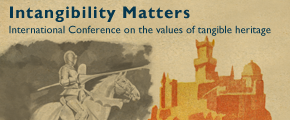 Intangibility Matters
International Conference on the values of tangible heritage